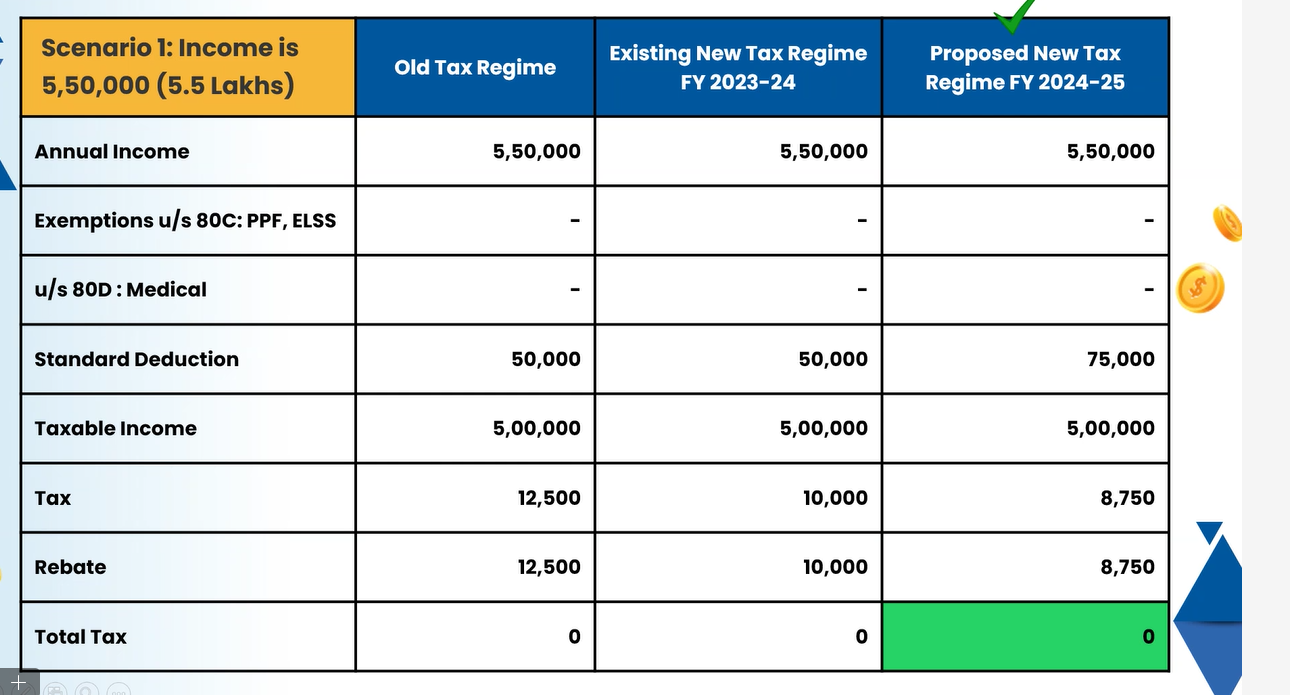 Scenario 1: Income is
5,50,000 (5.5 Lakhs)
Old Tax Regime
Existing New Tax Regime
FY 2023-24
Proposed New Tax
Regime FY 2024-25
Annual Income 5,50,000 5,50,000 5,50,000
Exemptions u/s 80C: PPF, ELSS - - -
u/s 80D : Medical - - -
Standard Deduction 50,000 50,000 75,000
Taxable Income 5,00,000 5,00,000 5,00,000
Tax 12,500 10,000 8,750
Rebate 12,500 10,000 8,750
Total Tax 0 0 0